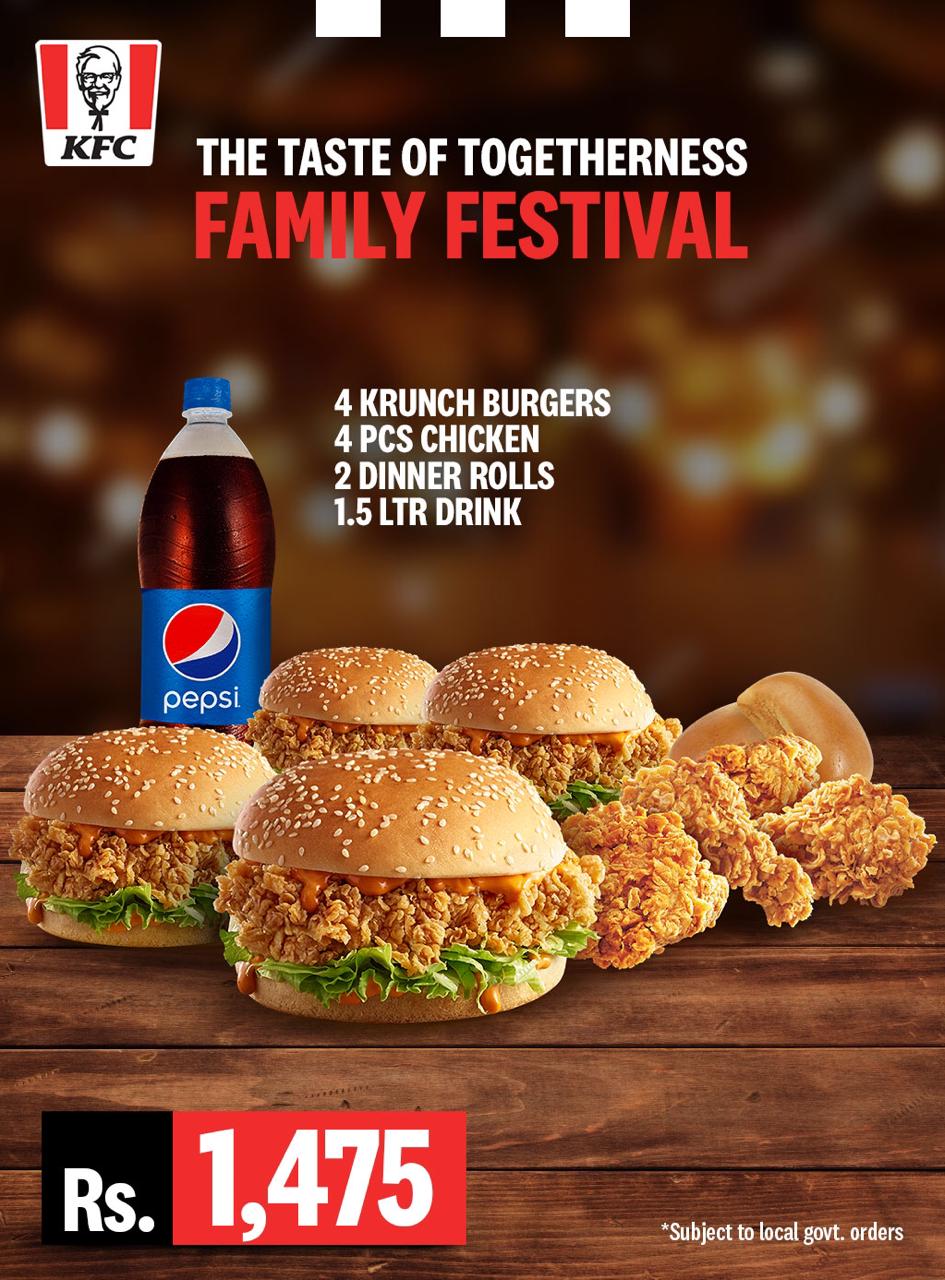 KFC
THE TASTE OF TOGETHERNESS
FAMILY FESTIVAL
4 KRUNCH BURGERS
4 PCS CHICKEN
2 DINNER ROLLS
1.5 LTR DRINK
pepsi
Rs. 1,475
*Subject to local govt. orders